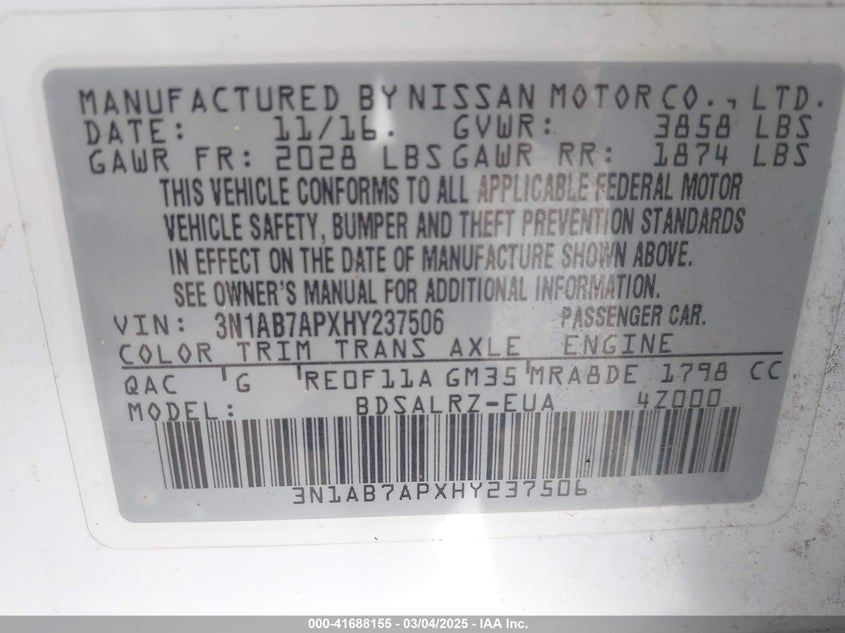 MANUFACTURED BY NISSAN MOTOR CO., LTD.
DATE: 11/16. GVWR: 3858 LBS
GAWR FR: 2028 LBS GAWR RR: 1874 LBS
THIS VEHICLE CONFORMS TO ALL APPLICABLE FEDERAL MOTOR
VEHICLE SAFETY, BUMPER AND THEFT PREVENTION STANDARDS
IN EFFECT ON THE DATE OF MANUFACTURE SHOWN ABOVE.
SEE OWNER'S MANUAL FOR ADDITIONAL INFORMATION.
VIN: 3N1AB7APXHY237506 PASSENGER CAR.
COLOR TRIM TRANS AXLE ENGINE
QAC G RE0F11A GM35 MRA8DE 1798 CC
MODEL: BDSALRZ-EUA 4Z000
3N1AB7APXHY237506
000-41688155 — 03/04/2025 — IAA Inc.